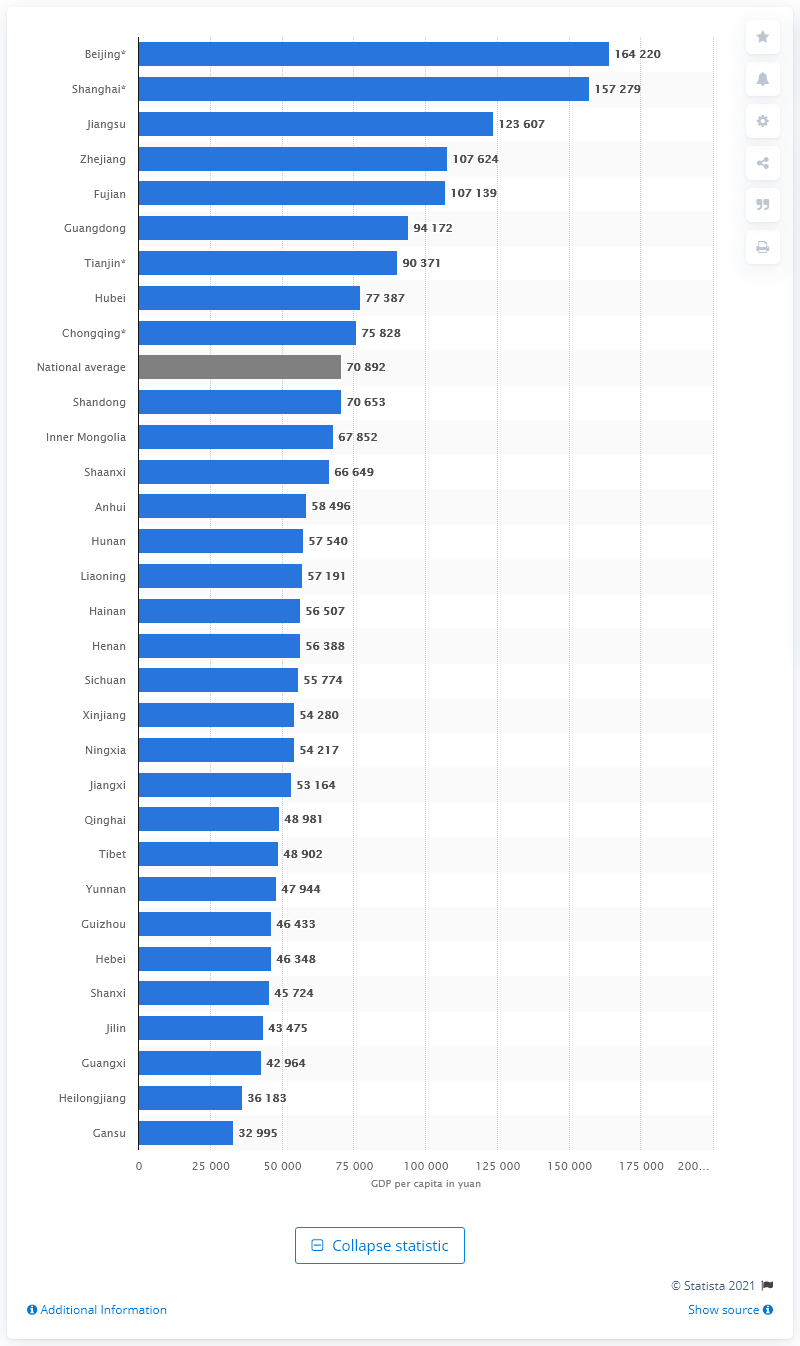 Beijing* 164 220
Shanghai* 157 279
Jiangsu 123 607
Zhejiang 107 624
Fujian 107 139
Guangdong 94 172
Tianjin* 90 371
Hubei 77 387
Chongqing* 75 828
National average 70 892
Shandong 70 653
Inner Mongolia 67 852
Shaanxi 66 649
Anhui 58 496
Hunan 57 540
Liaoning 57 191
Hainan 56 507
Henan 56 388
Sichuan 55 774
Xinjiang 54 280
Ningxia 54 217
Jiangxi 53 164
Qinghai 48 981
Tibet 48 902
Yunnan 47 944
Guizhou 46 433
Hebei 46 348
Shanxi 45 724
Jilin 43 475
Guangxi 42 964
Heilongjiang 36 183
Gansu 32 995
0 25 000 50 000 75 000 100 000 125 000 150 000 175 000 200...
GDP per capita in yuan
Collapse statistic
© Statista 2021
Additional Information Show source